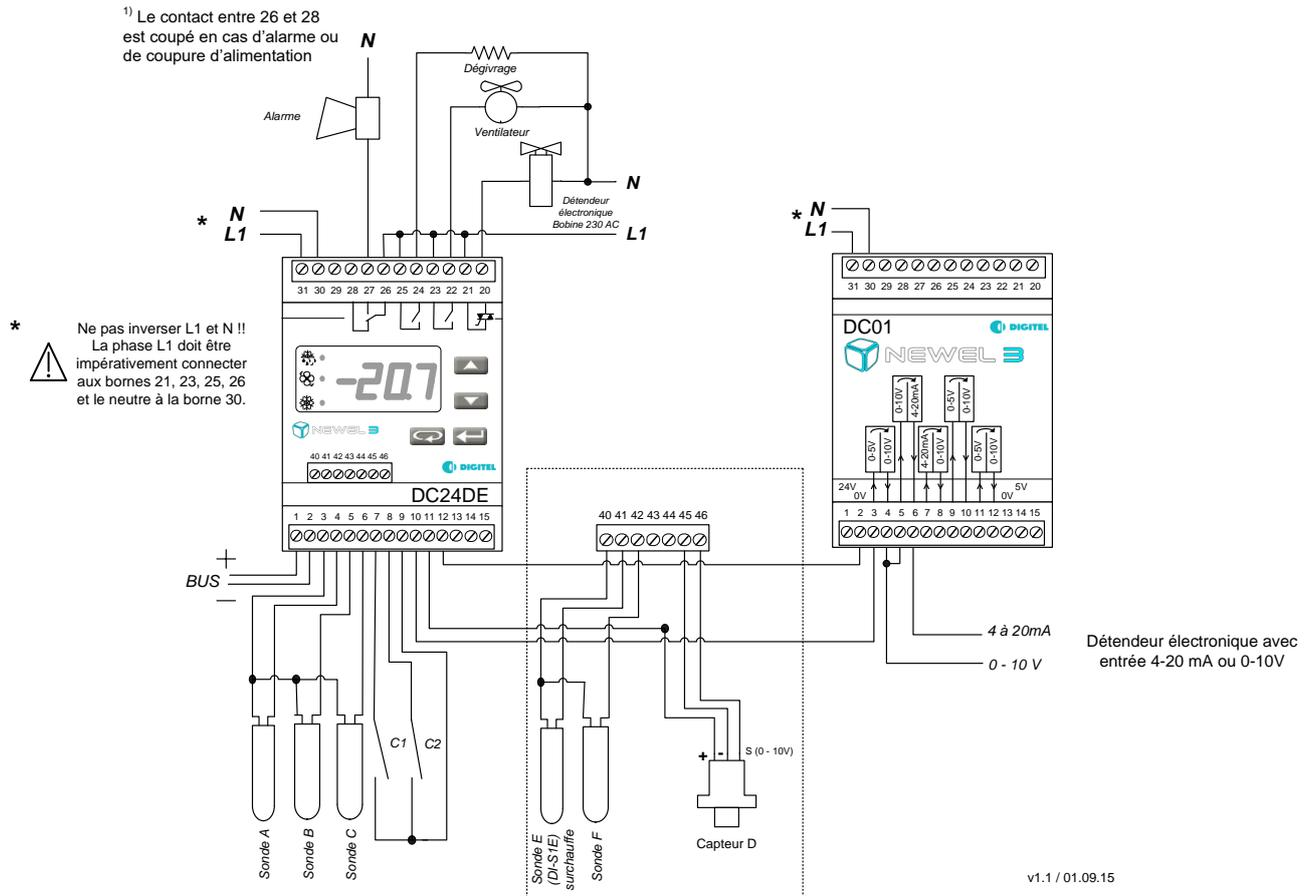 1) Le contact entre 26 et 28
est coupé en cas d'alarme ou
de coupure d'alimentation
N
Dégivrage
Alarme
Ventilateur
N
Détendeur
électronique
Bobine 230 AC
L1
* N
L1
* N
L1
31 30 29 28 27 26 25 24 23 22 21 20
31 30 29 28 27 26 25 24 23 22 21 20
*
Ne pas inverser L1 et N !!
La phase L1 doit être
impérativement connecter
aux bornes 21, 23, 25, 26
et le neutre à la borne 30.
-20.7
NEWEL 3
40 41 42 43 44 45 46
DIGITEL
DC24DE
1 2 3 4 5 6 7 8 9 10 11 12 13 14 15
DC01
DIGITEL
NEWEL 3
0-10V 4-20mA
0-5V 0-10V
0-5V 0-10V
4-20mA 0-10V
0-5V 0-10V
24V
0V
5V
0V
1 2 3 4 5 6 7 8 9 10 11 12 13 14 15
40 41 42 43 44 45 46
+
BUS
–
4 à 20mA
0 - 10 V
Détendeur électronique avec
entrée 4-20 mA ou 0-10V
C1
C2
+
-
S (0 - 10V)
Sonde A
Sonde B
Sonde C
Sonde E
(DI-S1E)
surchauffe
Sonde F
Capteur D
v1.1 / 01.09.15